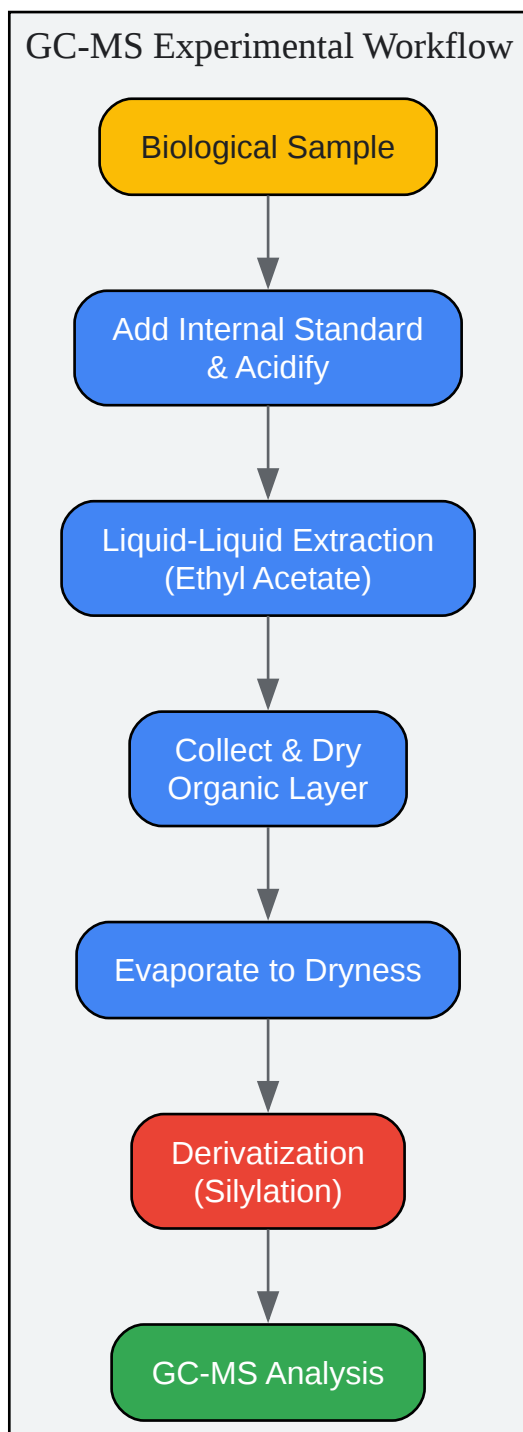 GC-MS Experimental Workflow
Biological Sample
Add Internal Standard
& Acidify
Liquid-Liquid Extraction
(Ethyl Acetate)
Collect & Dry
Organic Layer
Evaporate to Dryness
Derivatization
(Silylation)
GC-MS Analysis